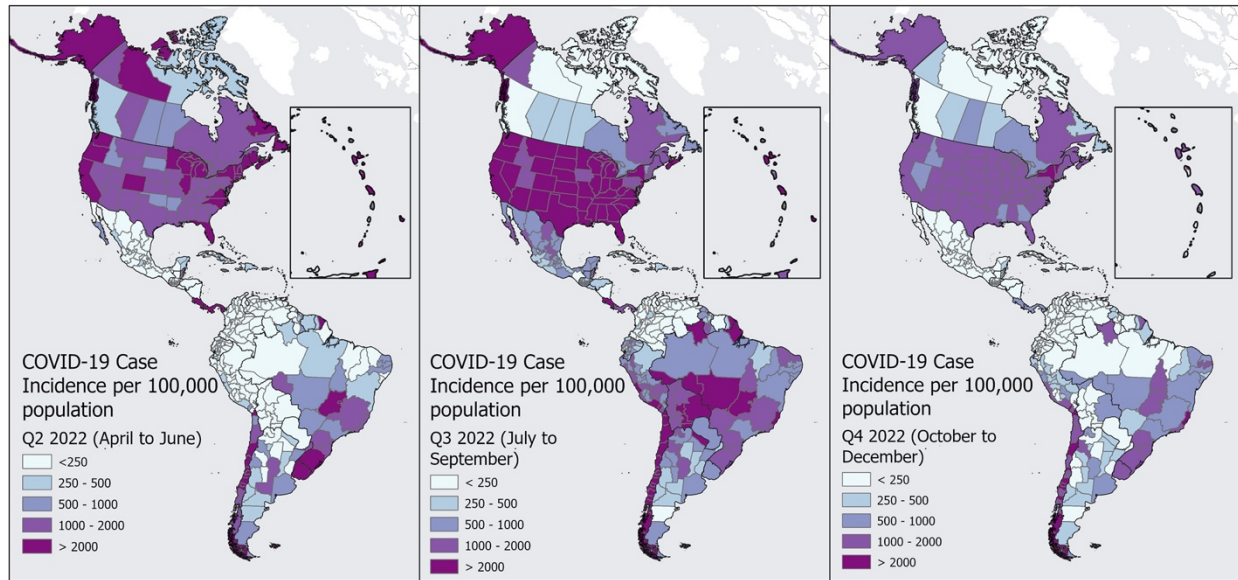 COVID-19 Case
Incidence per 100,000
population
Q2 2022 (April to June)
<250
250 - 500
500 - 1000
1000 - 2000
> 2000
COVID-19 Case
Incidence per 100,000
population
Q3 2022 (July to
September)
< 250
250 - 500
500 - 1000
1000 - 2000
> 2000
COVID-19 Case
Incidence per 100,000
population
Q4 2022 (October to
December)
< 250
250 - 500
500 - 1000
1000 - 2000
> 2000